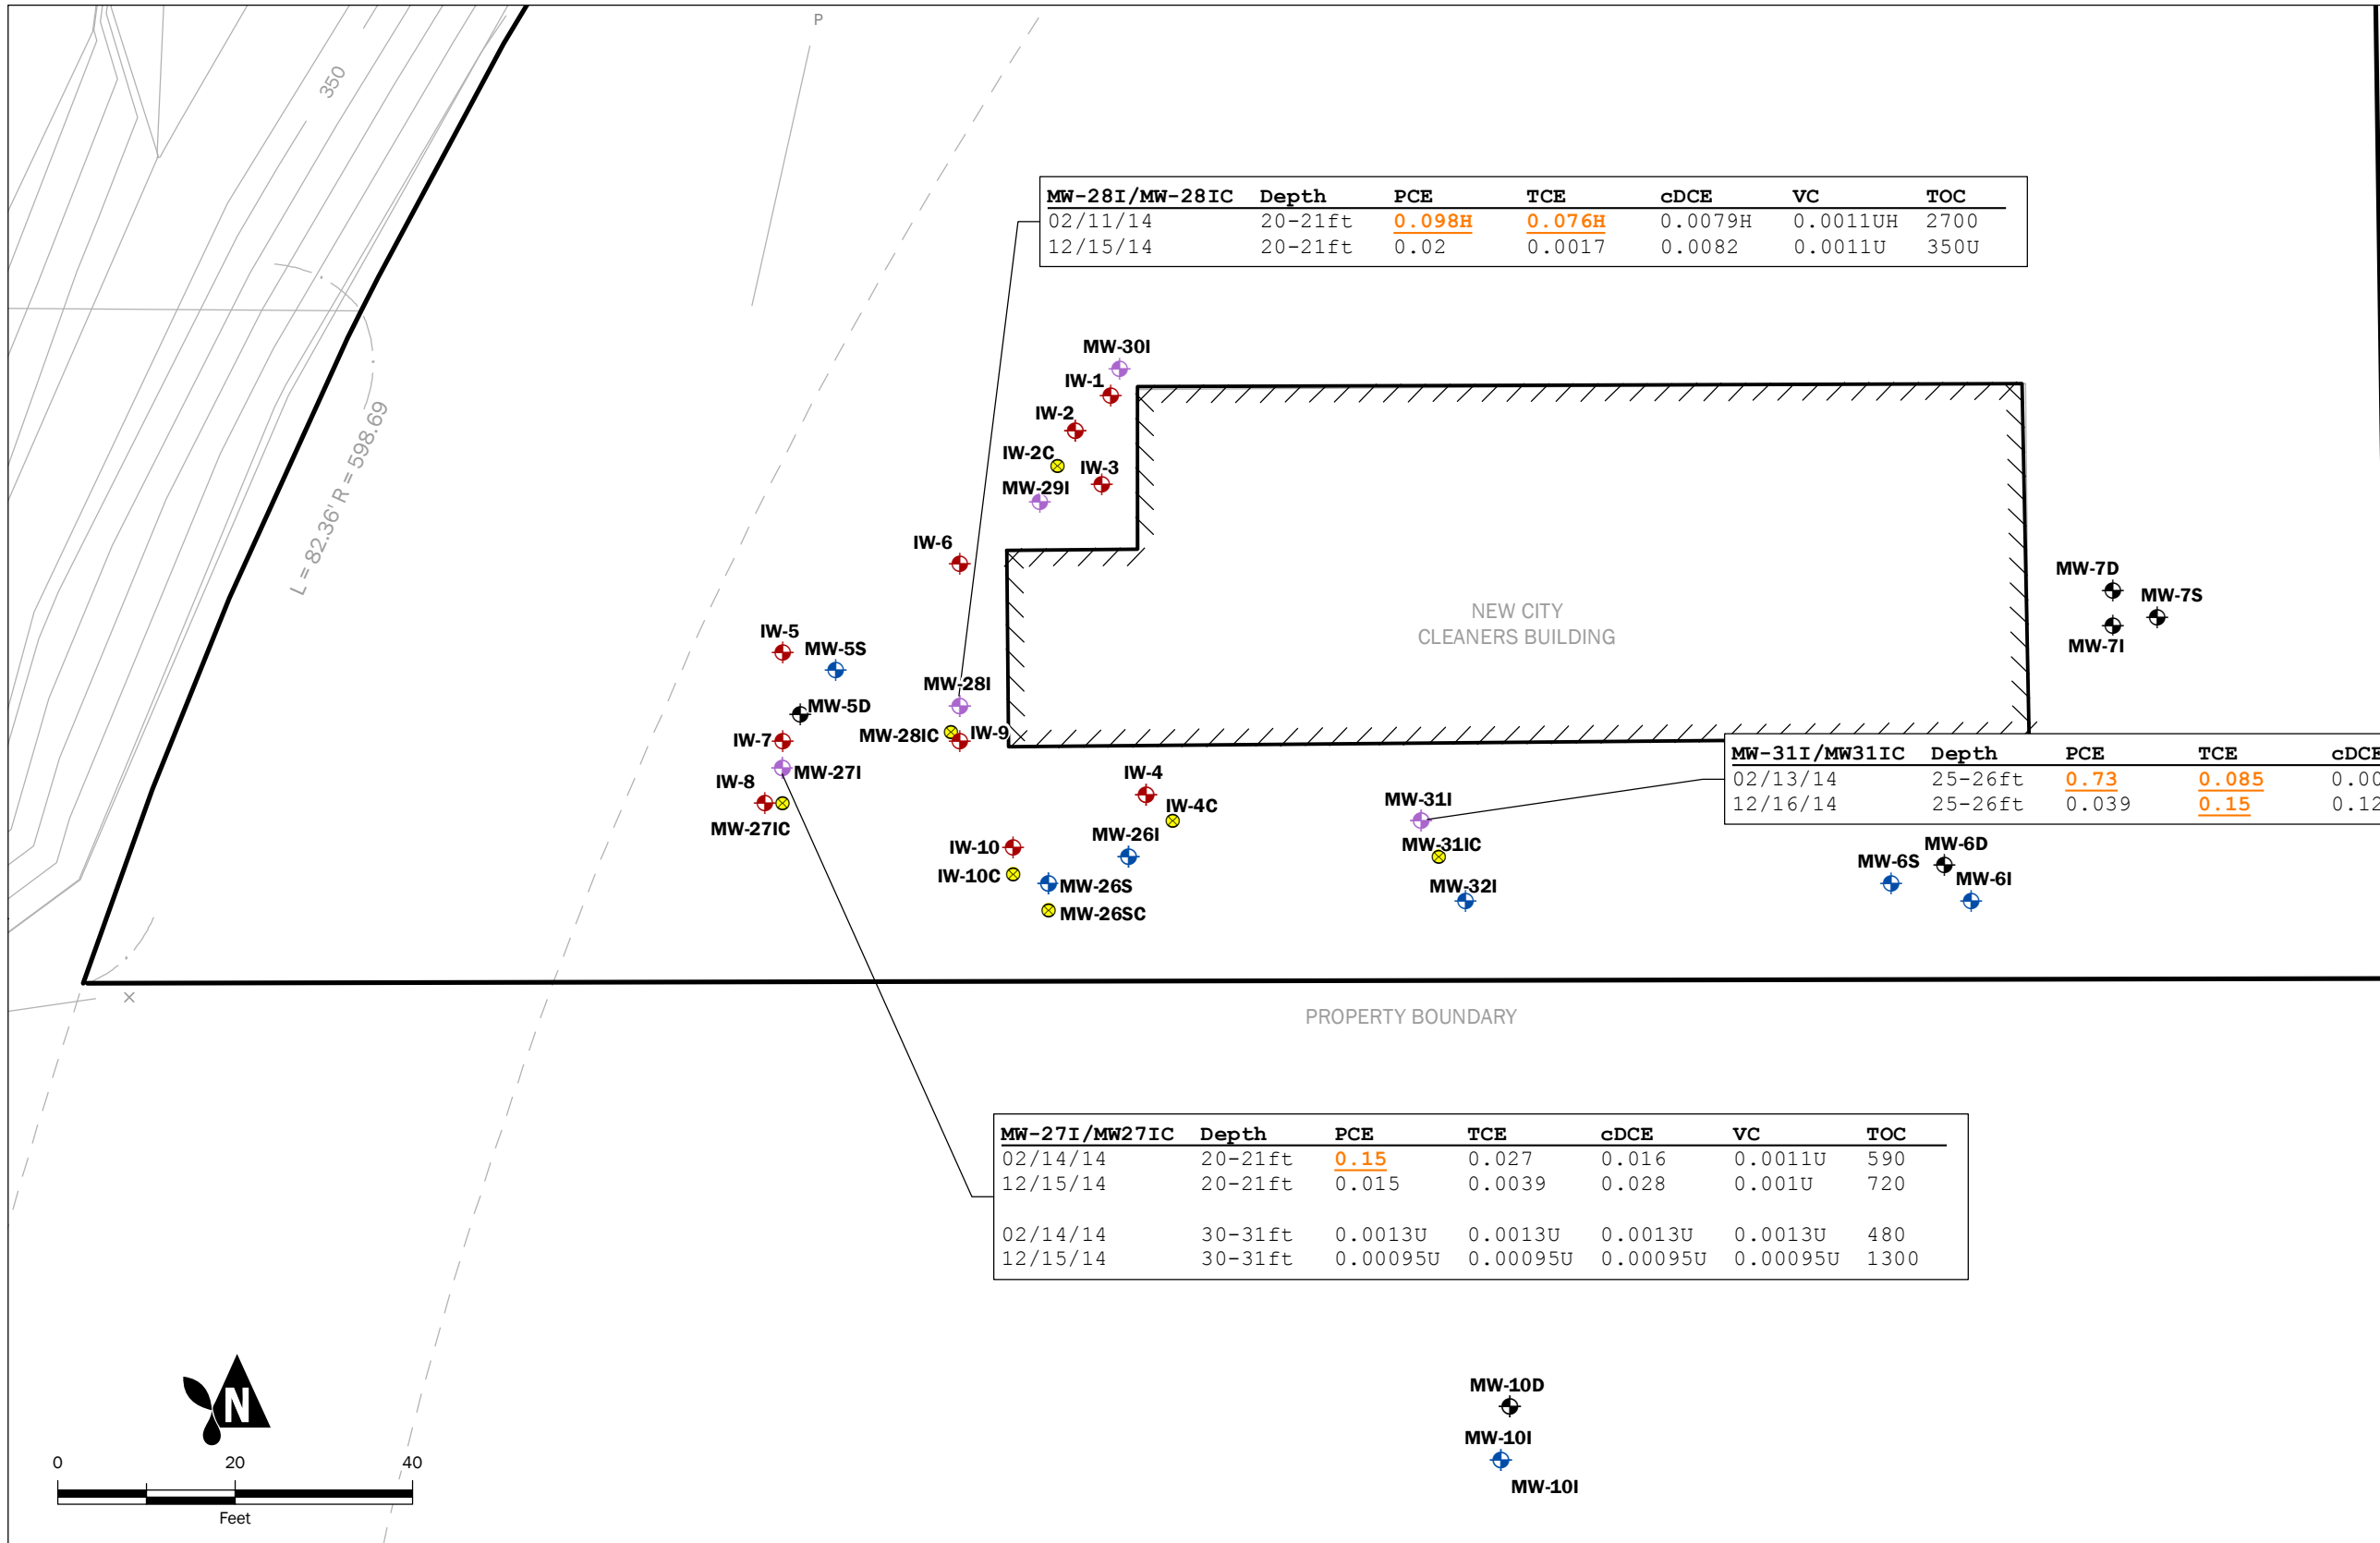 P
350
MW-28I/MW-28IC Depth PCE TCE cDCE VC TOC
02/11/14 20-21ft 0.098H 0.076H 0.0079H 0.0011UH 2700
12/15/14 20-21ft 0.02 0.0017 0.0082 0.0011U 350U
L = 82.36' R = 598.69
MW-30I
IW-1
IW-2
IW-2C
IW-3
MW-29I
IW-6
NEW CITY
CLEANERS BUILDING
MW-7D
MW-7S
MW-7I
IW-5
MW-5S
MW-28I
MW-5D
IW-7
MW-28IC
IW-9
MW-27I
IW-8
MW-27IC
IW-4
IW-4C
MW-26I
IW-10
IW-10C
MW-26S
MW-26SC
MW-31I
MW-31IC
MW-32I
MW-31I/MW31IC Depth PCE TCE cDCE
02/13/14 25-26ft 0.73 0.085 0.00
12/16/14 25-26ft 0.039 0.15 0.12
MW-6D
MW-6S
MW-6I
PROPERTY BOUNDARY
MW-27I/MW27IC Depth PCE TCE cDCE VC TOC
02/14/14 20-21ft 0.15 0.027 0.016 0.0011U 590
12/15/14 20-21ft 0.015 0.0039 0.028 0.001U 720
02/14/14 30-31ft 0.0013U 0.0013U 0.0013U 0.0013U 480
12/15/14 30-31ft 0.00095U 0.00095U 0.00095U 0.00095U 1300
MW-10D
MW-10I
MW-10I
N
0 20 40
Feet